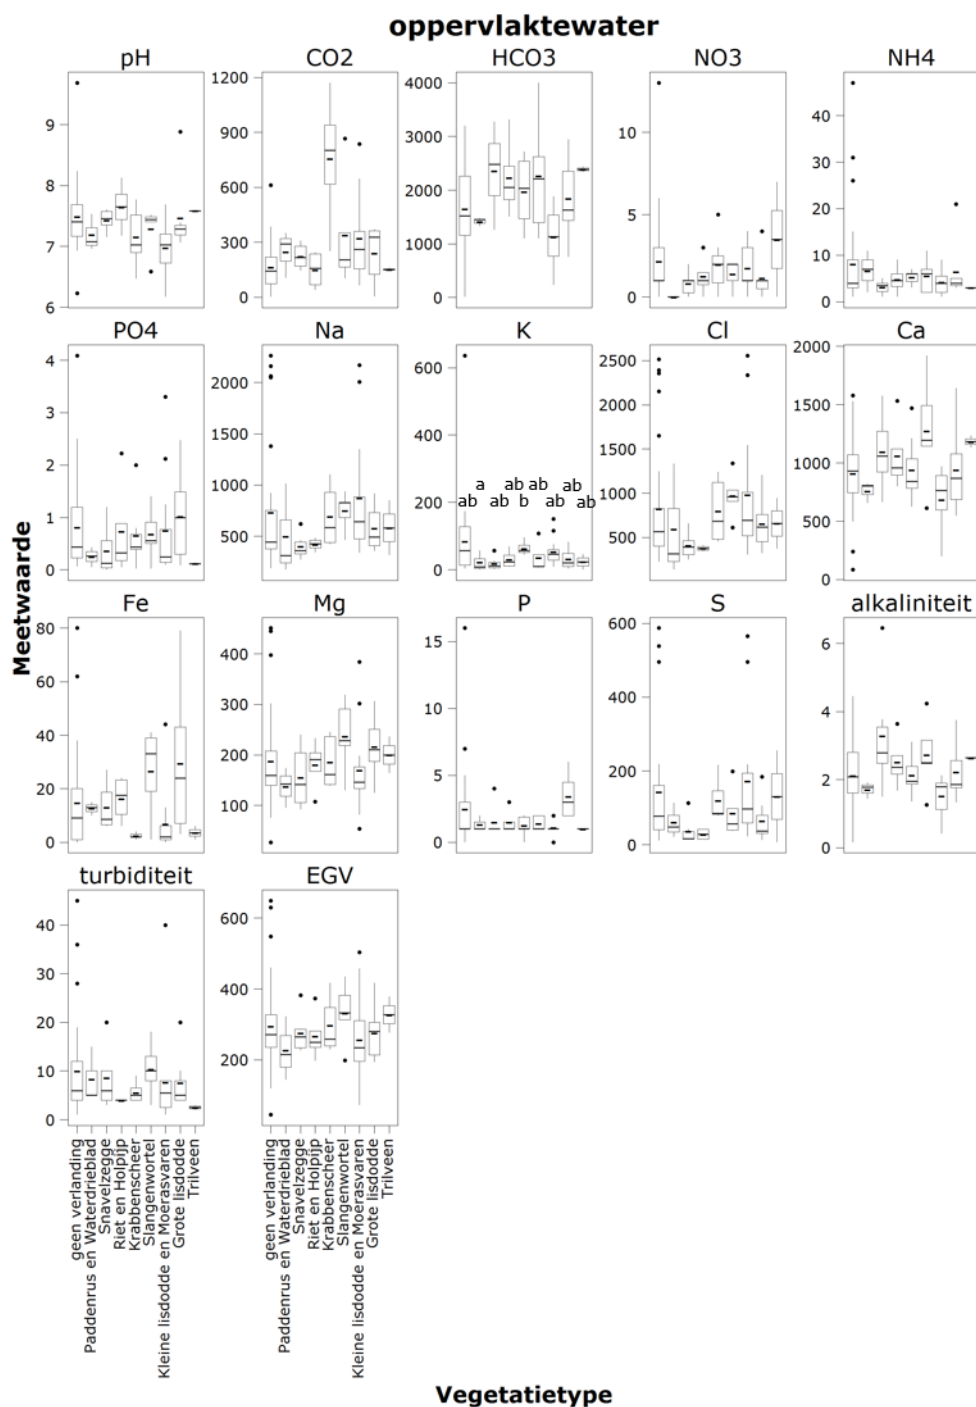 oppervlaktewater
pH CO2 HCO3 NO3 NH4
9
8
7
6
1200
900
600
300
0
4000
3000
2000
1000
0
10
5
0
40
30
20
10
0
PO4 Na K Cl Ca
4
3
2
1
0
2000
1500
1000
500
600
400
200
0
a ab ab ab
ab ab b ab ab
2500
2000
1500
1000
500
0
2000
1500
1000
500
0
Meetwaarde
Fe Mg P S alkaliniteit
80
60
40
20
0
400
300
200
100
15
10
5
0
600
400
200
0
6
4
2
0
turbiditeit EGV
40
30
20
10
0
600
400
200
geen verlanding
Paddenrus en Waterdrieblad
Snavelzegge
Riet en Holpijp
Krabbenscheer
Slangenwortel
Kleine lisdodde en Moerasvaren
Grote lisdodde
Trilveen
geen verlanding
Paddenrus en Waterdrieblad
Snavelzegge
Riet en Holpijp
Krabbenscheer
Slangenwortel
Kleine lisdodde en Moerasvaren
Grote lisdodde
Trilveen
Vegetatietype